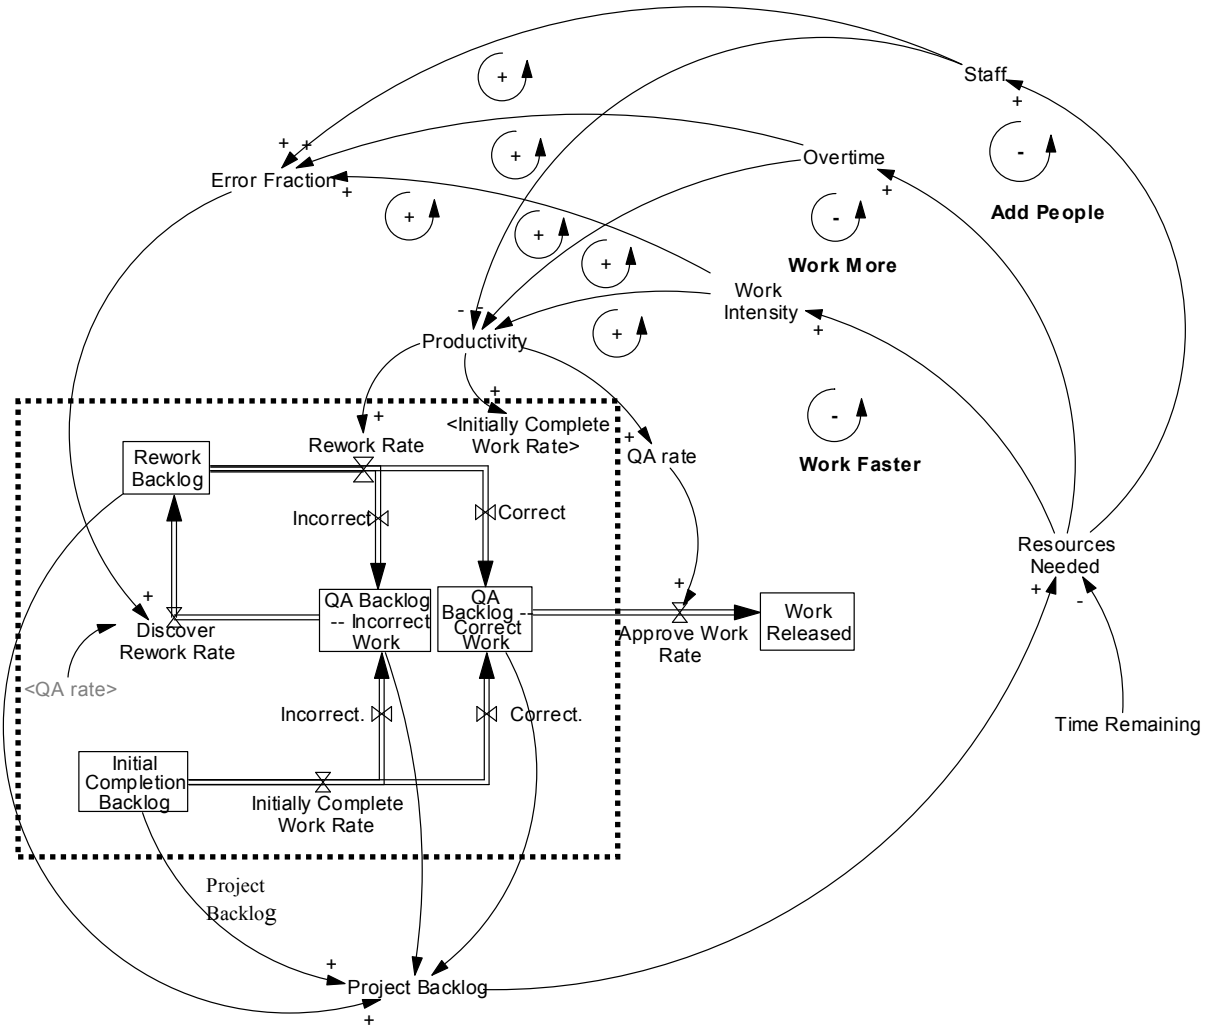 Staff
+
+
-
Add People
+ +
+
Error Fraction
+
Overtime
+
+
-
Work More
+
+
+
Work
Intensity
+
- -
Productivity
+
-
Work Faster
+
+
+
Rework Rate
<Initially Complete
Work Rate>
QA rate
Rework
Backlog
Incorrect
Correct
Resources
Needed
+
-
+
Discover
Rework Rate
<QA rate>
QA Backlog
-- Incorrect
Work
QA
Backlog --
Correct
Work
+
Approve Work
Rate
Work
Released
Incorrect.
Correct.
Time Remaining
Initial
Completion
Backlog
Initially Complete
Work Rate
Project
Backlog
+
Project Backlog
+